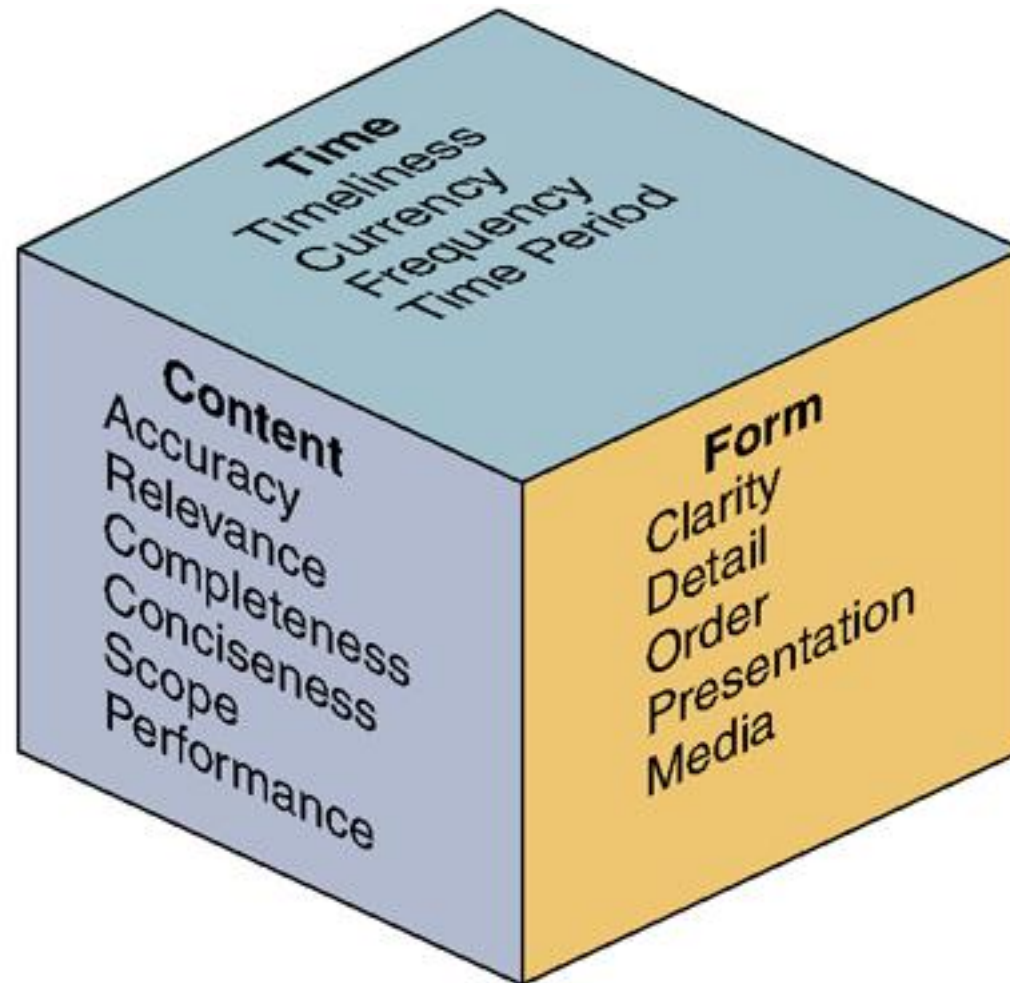 Time
Timeliness
Currency
Frequency
Time Period
Content
Accuracy
Relevance
Completeness
Conciseness
Scope
Performance
Form
Clarity
Detail
Order
Presentation
Media